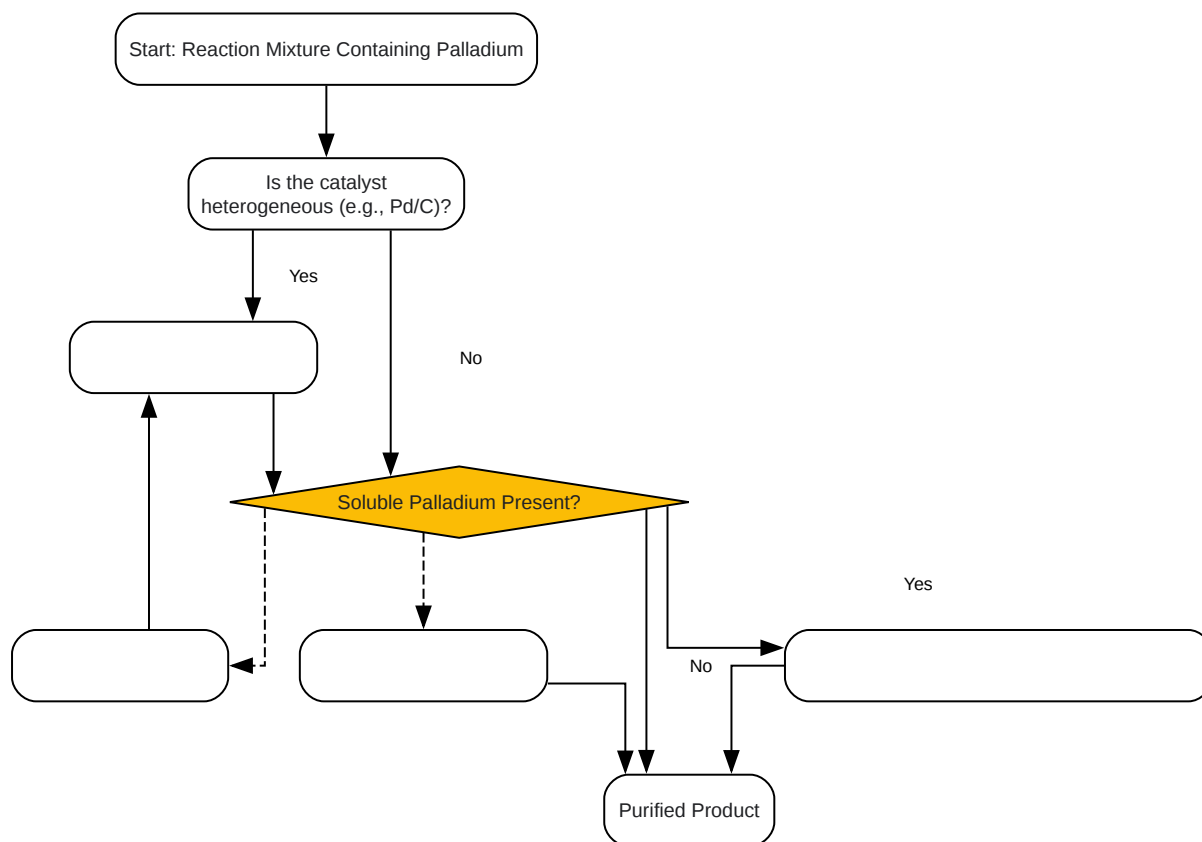 Start: Reaction Mixture Containing Palladium
Is the catalyst
heterogeneous (e.g., Pd/C)?
Yes
No
Soluble Palladium Present?
Yes
No
Purified Product